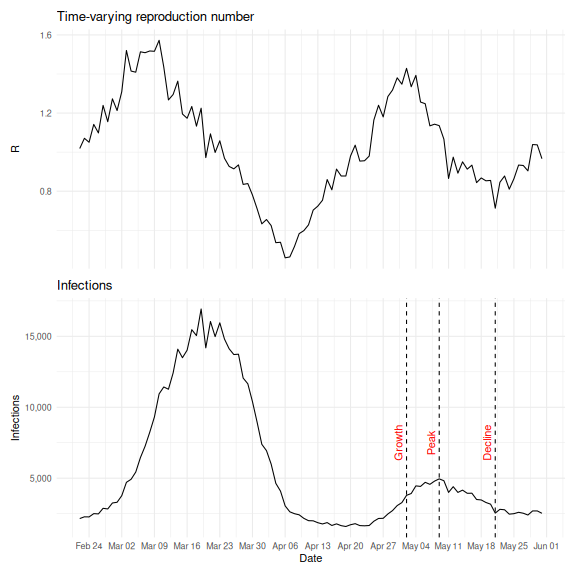 Time-varying reproduction number
1.6
1.2
0.8
R
Infections
15,000
10,000
5,000
Infections
Growth
Peak
Decline
Feb 24 Mar 02 Mar 09 Mar 16 Mar 23 Mar 30 Apr 06 Apr 13 Apr 20 Apr 27 May 04 May 11 May 18 May 25 Jun 01
Date